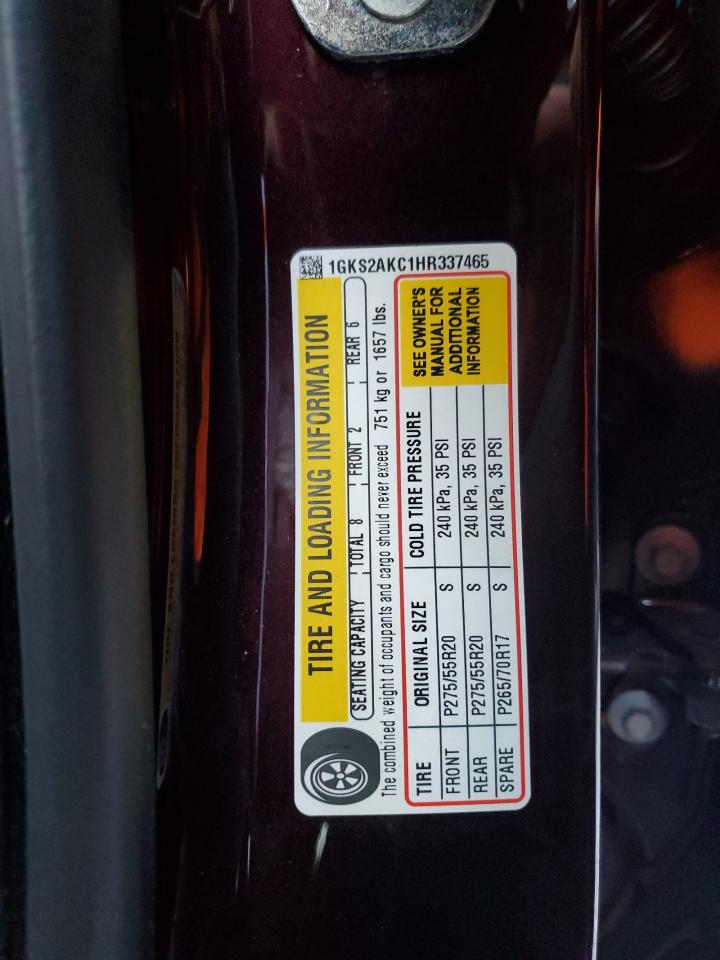 1GKS2AKC1HR337465
TIRE AND LOADING INFORMATION
SEATING CAPACITY TOTAL 8 FRONT 2 REAR 6
The combined weight of occupants and cargo should never exceed 751 kg or 1657 lbs.
TIRE ORIGINAL SIZE COLD TIRE PRESSURE
FRONT P275/55R20 S 240 kPa, 35 PSI
REAR P275/55R20 S 240 kPa, 35 PSI
SPARE P265/70R17 S 240 kPa, 35 PSI
SEE OWNER'S
MANUAL FOR
ADDITIONAL
INFORMATION